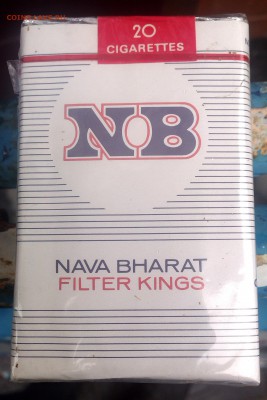 20
CIGARETTES
NB
NAVA BHARAT
FILTER KINGS